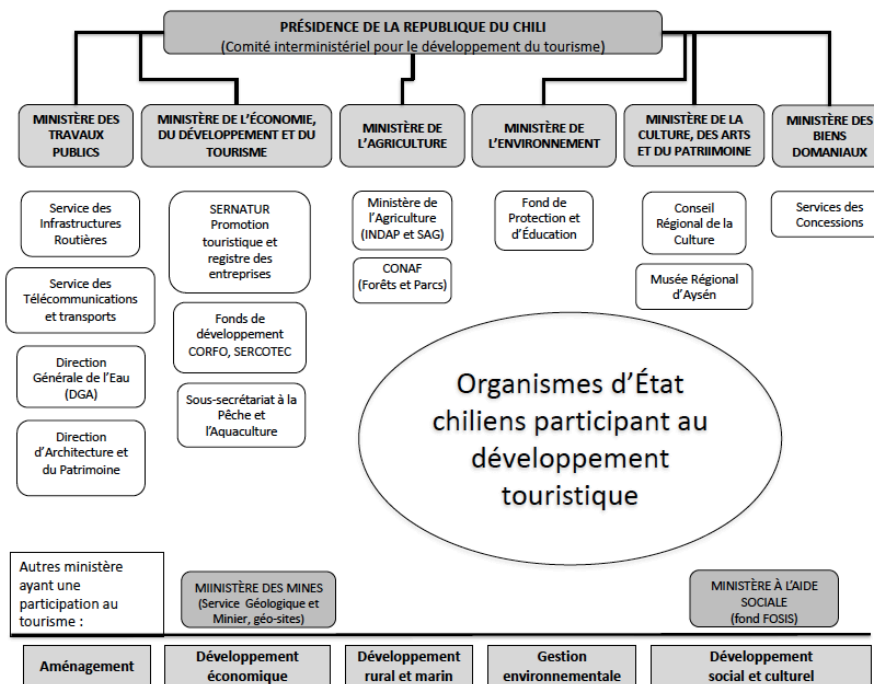 PRÉSIDENCE DE LA REPUBLIQUE DU CHILI
(Comité interministériel pour le développement du tourisme)
MINISTÈRE DES
TRAVAUX
PUBLICS
MINISTÈRE DE L'ÉCONOMIE,
DU DÉVELOPPEMENT ET DU
TOURISME
MINISTÈRE DE
L'AGRICULTURE
MINISTÈRE DE
L'ENVIRONNEMENT
MINISTÈRE DE LA
CULTURE, DES ARTS
ET DU PATRIIMOINE
MINISTÈRE DES
BIENS
DOMANIAUX
Service des
Infrastructures
Routières
Service des
Télécommunications
et transports
Direction
Générale de l'Eau
(DGA)
Direction
d'Architecture et
du Patrimoine
SERNATUR
Promotion
touristique et
registre des
entreprises
Fonds de
développement
CORFO, SERCOTEC
Sous-secrétariat à la
Pêche et
l'Aquaculture
Ministère de
l'Agriculture
(INDAP et SAG)
CONAF
(Forêts et Parcs)
Fond de
Protection et
d'Éducation
Conseil
Régional de la
Culture
Musée Régional
d'Aysén
Services des
Concessions
Organismes d'État
chiliens participant au
développement
touristique
Autres ministère
ayant une
participation au
tourisme :
MIINISTÈRE DES MINES
(Service Géologique et
Minier, géo-sites)
MINISTÈRE À L'AIDE
SOCIALE
(fond FOSIS)
Aménagement
Développement
économique
Développement
rural et marin
Gestion
environnementale
Développement
social et culturel